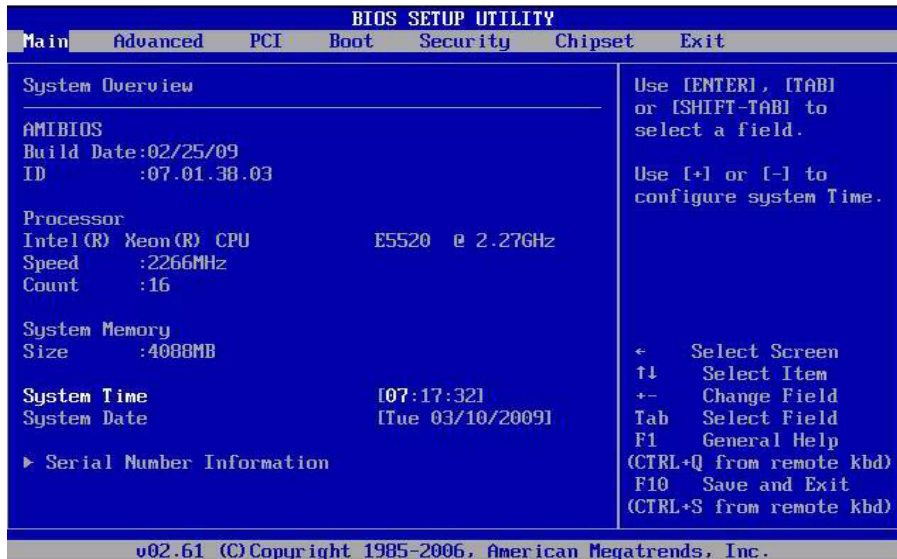 BIOS SETUP UTILITY
Main Advanced PCI Boot Security Chipset Exit
System Overview
AMIBIOS
Build Date:02/25/09
ID :07.01.38.03
Processor
Intel(R) Xeon(R) CPU E5520 @ 2.27GHz
Speed :2266MHz
Count :16
System Memory
Size :4088MB
System Time [07:17:32]
System Date [Tue 03/10/2009]
▶ Serial Number Information
Use [ENTER], [TAB]
or [SHIFT-TAB] to
select a field.
Use [+] or [-] to
configure system Time.
← Select Screen
↑↓ Select Item
+- Change Field
Tab Select Field
F1 General Help
(CTRL+Q from remote kbd)
F10 Save and Exit
(CTRL+S from remote kbd)
v02.61 (C)Copyright 1985-2006, American Megatrends, Inc.